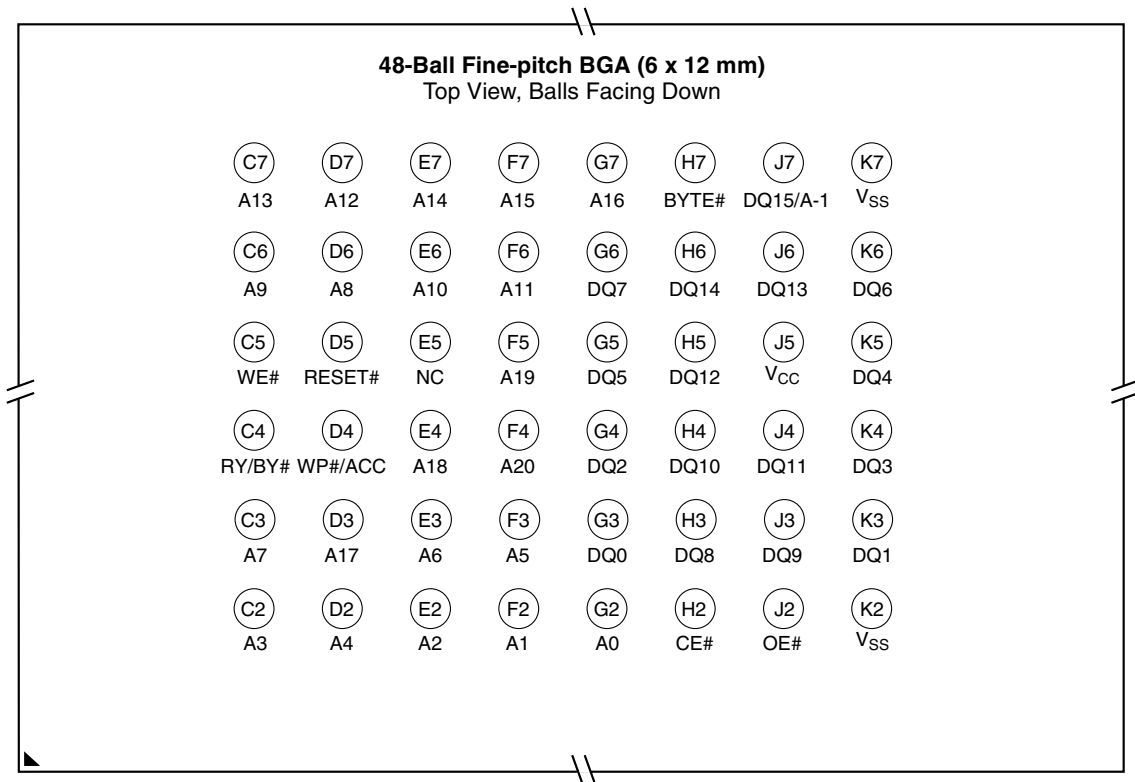 48-Ball Fine-pitch BGA (6 x 12 mm)
Top View, Balls Facing Down
C7 D7 E7 F7 G7 H7 J7 K7
A13 A12 A14 A15 A16 BYTE# DQ15/A-1 VSS
C6 D6 E6 F6 G6 H6 J6 K6
A9 A8 A10 A11 DQ7 DQ14 DQ13 DQ6
C5 D5 E5 F5 G5 H5 J5 K5
WE# RESET# NC A19 DQ5 DQ12 VCC DQ4
C4 D4 E4 F4 G4 H4 J4 K4
RY/BY# WP#/ACC A18 A20 DQ2 DQ10 DQ11 DQ3
C3 D3 E3 F3 G3 H3 J3 K3
A7 A17 A6 A5 DQ0 DQ8 DQ9 DQ1
C2 D2 E2 F2 G2 H2 J2 K2
A3 A4 A2 A1 A0 CE# OE# VSS